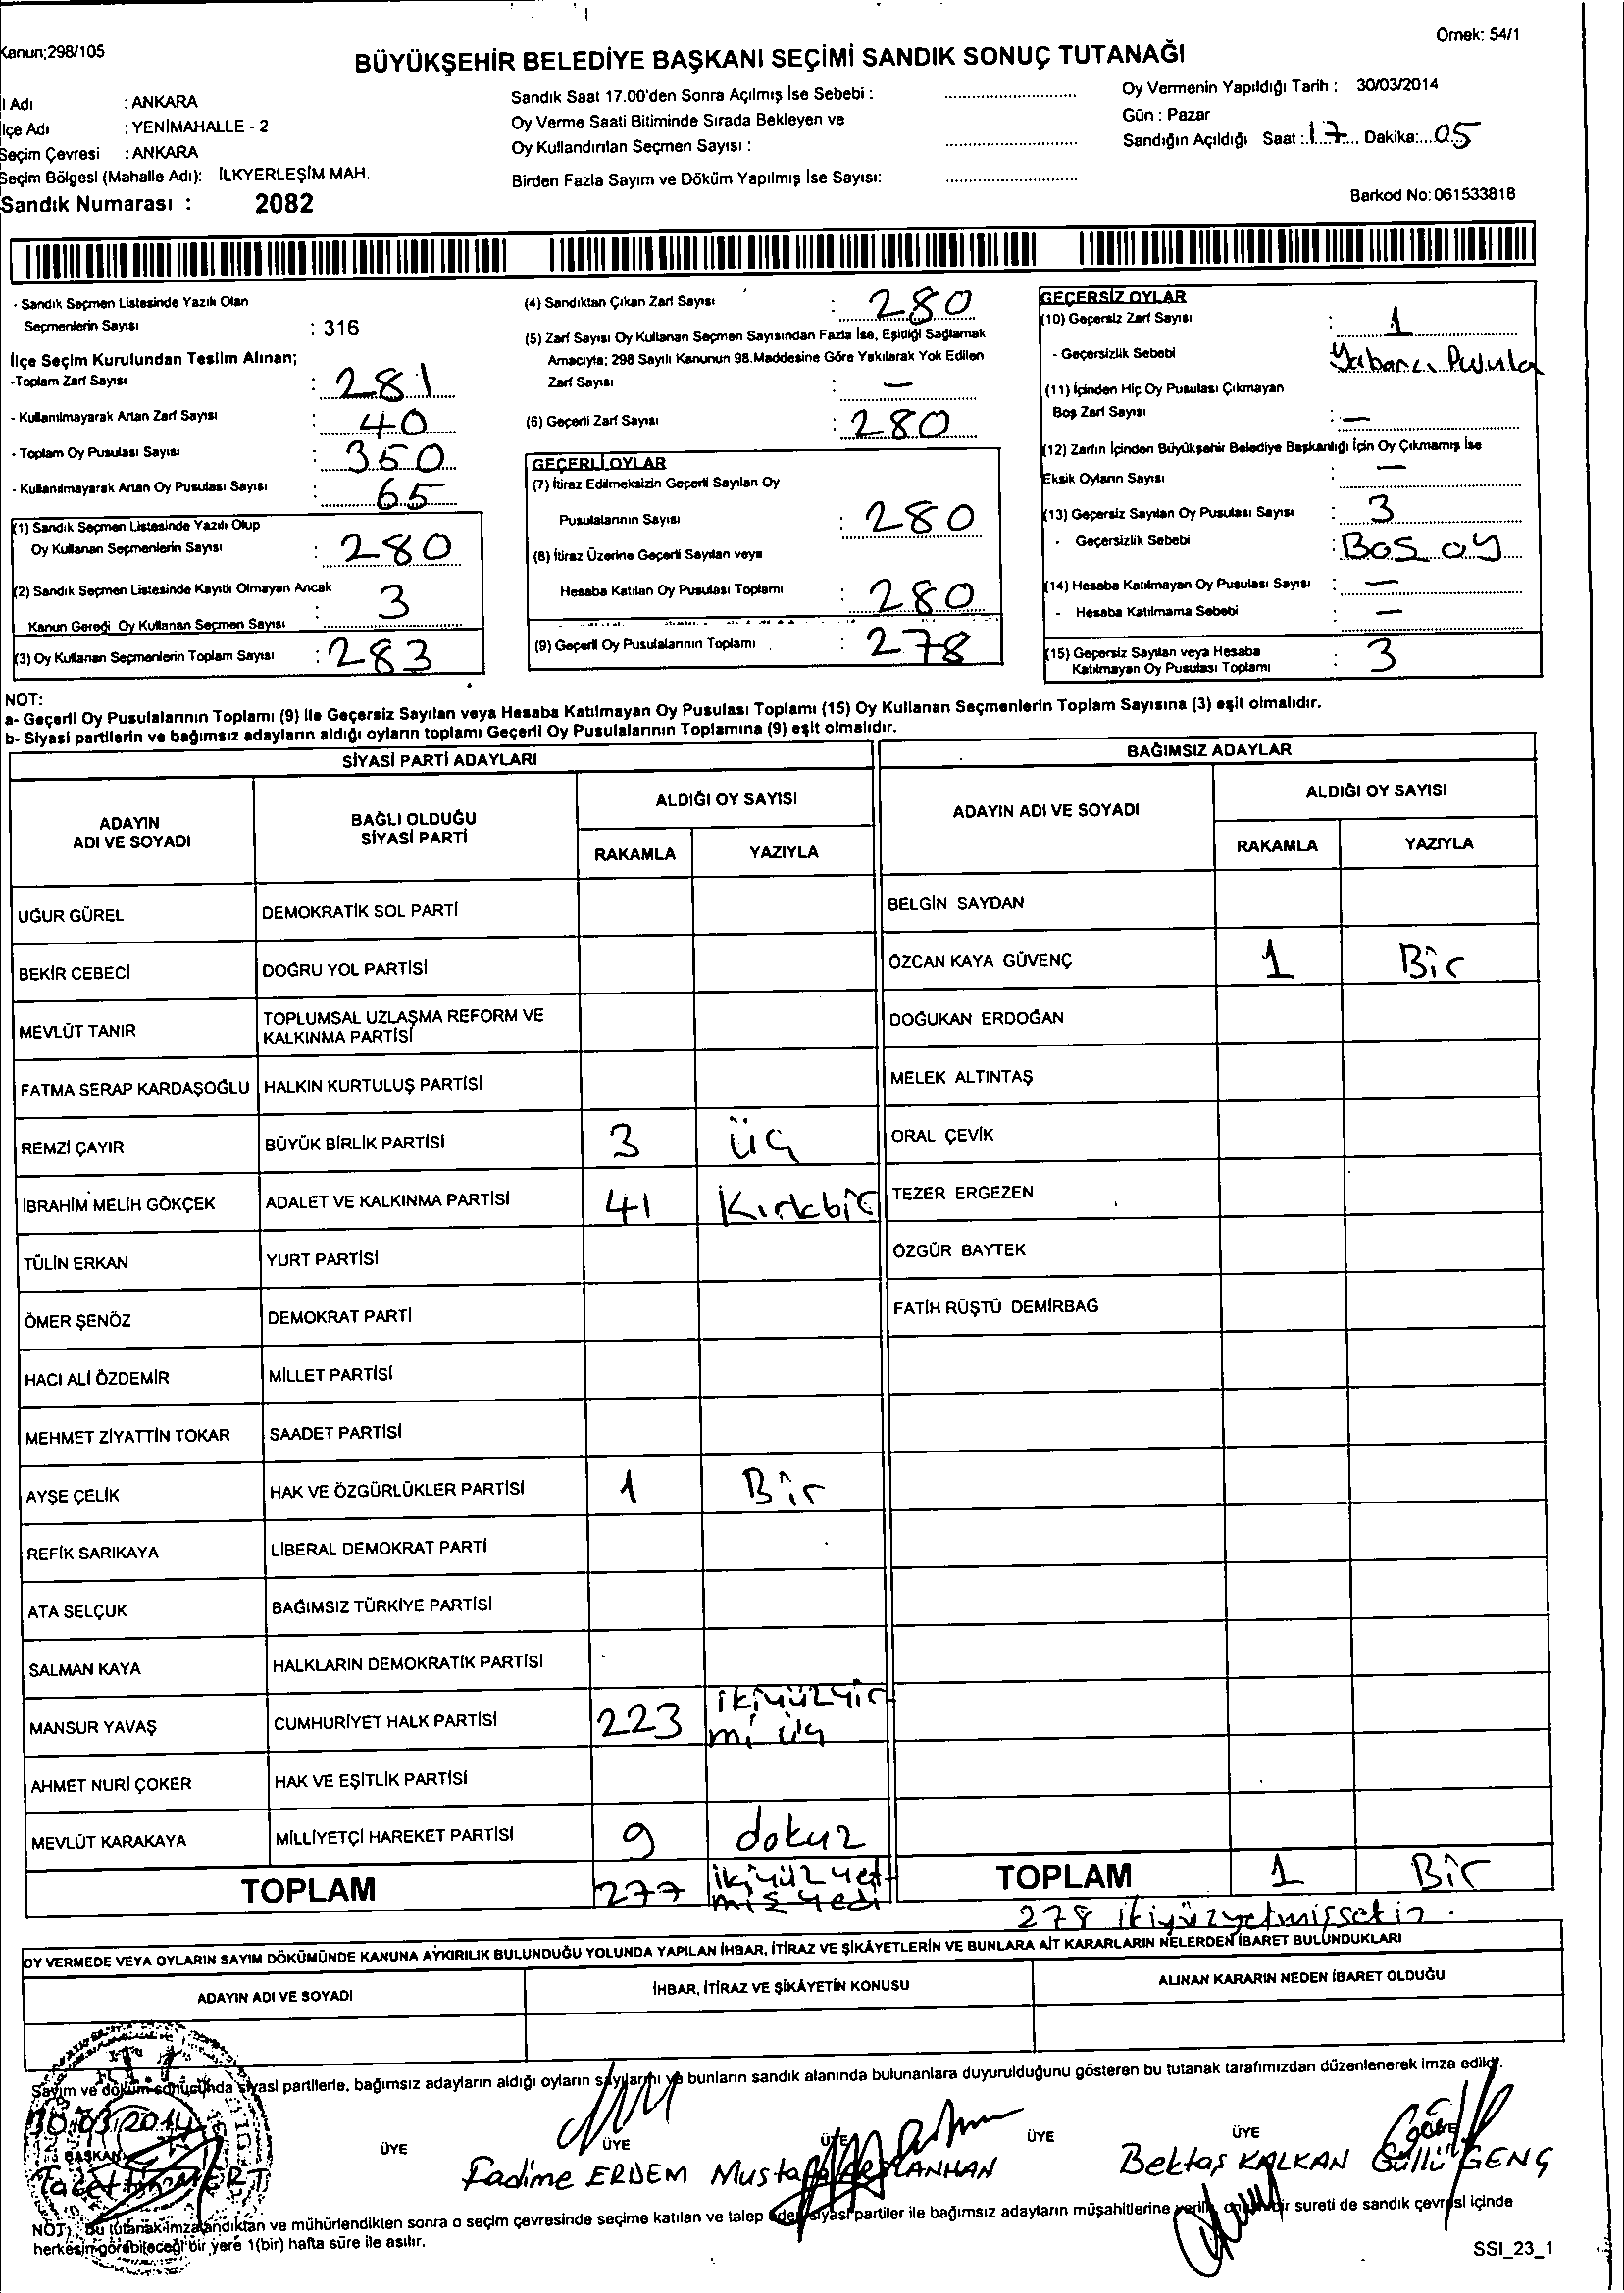 Kanun;298/105
Örnek: 54/1
BÜYÜKŞEHİR BELEDİYE BAŞKANI SEÇİMİ SANDIK SONUÇ TUTANAĞI
l Adı : ANKARA
lçe Adı : YENİMAHALLE - 2
Seçim Çevresi : ANKARA
Seçim Bölgesi (Mahalle Adı): İLKYERLEŞİM MAH.
Sandık Numarası : 2082
Sandık Saat 17.00'den Sonra Açılmış İse Sebebi :
Oy Verme Saati Bitiminde Sırada Bekleyen ve
Oy Kullandırılan Seçmen Sayısı :
Birden Fazla Sayım ve Döküm Yapılmış İse Sayısı:
Oy Vermenin Yapıldığı Tarih : 30/03/2014
Gün : Pazar
Sandığın Açıldığı Saat : 17 Dakika: 05
Barkod No: 061533818
- Sandık Seçmen Listesinde Yazılı Olan
Seçmenlerin Sayısı : 316
İlçe Seçim Kurulundan Teslim Alınan;
-Toplam Zarf Sayısı : 281
- Kullanılmayarak Artan Zarf Sayısı : 40
- Toplam Oy Pusulası Sayısı : 350
- Kullanılmayarak Artan Oy Pusulası Sayısı : 65
(1) Sandık Seçmen Listesinde Yazılı Olup
Oy Kullanan Seçmenlerin Sayısı : 280
(2) Sandık Seçmen Listesinde Kayıtlı Olmayan Ancak
Kanun Gereği Oy Kullanan Seçmen Sayısı : 3
(3) Oy Kullanan Seçmenlerin Toplam Sayısı : 283
(4) Sandıktan Çıkan Zarf Sayısı : 280
(5) Zarf Sayısı Oy Kullanan Seçmen Sayısından Fazla İse, Eşitliği Sağlamak
Amacıyla; 298 Sayılı Kanunun 98.Maddesine Göre Yakılarak Yok Edilen
Zarf Sayısı : —
(6) Geçerli Zarf Sayısı : 280
GEÇERLİ OYLAR
(7) İtiraz Edilmeksizin Geçerli Sayılan Oy
Pusulalarının Sayısı : 280
(8) İtiraz Üzerine Geçerli Sayılan veya
Hesaba Katılan Oy Pusulası Toplamı : 280
(9) Geçerli Oy Pusulalarının Toplamı : 278
GEÇERSİZ OYLAR
(10) Geçersiz Zarf Sayısı : 1
- Geçersizlik Sebebi Yabancı Pusula
(11) İçinden Hiç Oy Pusulası Çıkmayan
Boş Zarf Sayısı : —
(12) Zarfın İçinden Büyükşehir Belediye Başkanlığı İçin Oy Çıkmamış İse
Eksik Oyların Sayısı : —
(13) Geçersiz Sayılan Oy Pusulası Sayısı : 3
- Geçersizlik Sebebi : Bos oy
(14) Hesaba Katılmayan Oy Pusulası Sayısı : —
- Hesaba Katılmama Sebebi : —
(15) Geçersiz Sayılan veya Hesaba
Katılmayan Oy Pusulası Toplamı : 3
NOT:
a- Geçerli Oy Pusulalarının Toplamı (9) ile Geçersiz Sayılan veya Hesaba Katılmayan Oy Pusulası Toplamı (15) Oy Kullanan Seçmenlerin Toplam Sayısına (3) eşit olmalıdır.
b- Siyasi partilerin ve bağımsız adayların aldığı oyların toplamı Geçerli Oy Pusulalarının Toplamına (9) eşit olmalıdır.
SİYASİ PARTİ ADAYLARI
ADAYIN ADI VE SOYADI
BAĞLI OLDUĞU SİYASİ PARTİ
ALDIĞI OY SAYISI
RAKAMLA YAZIYLA
UĞUR GÜREL DEMOKRATİK SOL PARTİ
BEKİR CEBECİ DOĞRU YOL PARTİSİ
MEVLÜT TANIR TOPLUMSAL UZLAŞMA REFORM VE
KALKINMA PARTİSİ
FATMA SERAP KARDAŞOĞLU HALKIN KURTULUŞ PARTİSİ
REMZİ ÇAYIR BÜYÜK BİRLİK PARTİSİ 3 üç
İBRAHİM MELİH GÖKÇEK ADALET VE KALKINMA PARTİSİ 41 Kırkbir
TÜLİN ERKAN YURT PARTİSİ
ÖMER ŞENÖZ DEMOKRAT PARTİ
HACI ALİ ÖZDEMİR MİLLET PARTİSİ
MEHMET ZİYATTİN TOKAR SAADET PARTİSİ
AYŞE ÇELİK HAK VE ÖZGÜRLÜKLER PARTİSİ 1 Bir
REFİK SARIKAYA LİBERAL DEMOKRAT PARTİ
ATA SELÇUK BAĞIMSIZ TÜRKİYE PARTİSİ
SALMAN KAYA HALKLARIN DEMOKRATİK PARTİSİ
MANSUR YAVAŞ CUMHURİYET HALK PARTİSİ 223 ikiyüzyir
mi üç
AHMET NURİ ÇOKER HAK VE EŞİTLİK PARTİSİ
MEVLÜT KARAKAYA MİLLİYETÇİ HAREKET PARTİSİ 9 dokuz
TOPLAM 277 ikiyüzyet
miş yedi
BAĞIMSIZ ADAYLAR
ADAYIN ADI VE SOYADI
ALDIĞI OY SAYISI
RAKAMLA YAZIYLA
BELGİN SAYDAN
ÖZCAN KAYA GÜVENÇ 1 Bir
DOĞUKAN ERDOĞAN
MELEK ALTINTAŞ
ORAL ÇEVİK
TEZER ERGEZEN
ÖZGÜR BAYTEK
FATİH RÜŞTÜ DEMİRBAĞ
TOPLAM 1 Bir
278 ikiyüzyetmişsekiz.
OY VERMEDE VEYA OYLARIN SAYIM DÖKÜMÜNDE KANUNA AYKIRILIK BULUNDUĞU YOLUNDA YAPILAN İHBAR, İTİRAZ VE ŞİKÂYETLERİN VE BUNLARA AİT KARARLARIN NELERDEN İBARET BULUNDUKLARI
ADAYIN ADI VE SOYADI İHBAR, İTİRAZ VE ŞİKÂYETİN KONUSU ALINAN KARARIN NEDEN İBARET OLDUĞU
Sayım ve döküm sonucunda siyasi partilerle, bağımsız adayların aldığı oyların sayılarını ve bunların sandık alanında bulunanlara duyurulduğunu gösteren bu tutanak tarafımızdan düzenlenerek imza edildi.
30.03.2014
BAŞKAN ÜYE ÜYE ÜYE ÜYE ÜYE
Fadime ERDEM Bektaş KALKAN Güllü GENÇ
NOT: Bu tutanak imzalandıktan ve mühürlendikten sonra o seçim çevresinde seçime katılan ve talep eden siyasi partiler ile bağımsız adayların müşahitlerine verilir, onaylı bir sureti de sandık çevresi içinde
herkesin görebileceği bir yere 1(bir) hafta süre ile asılır.
SSI_23_1